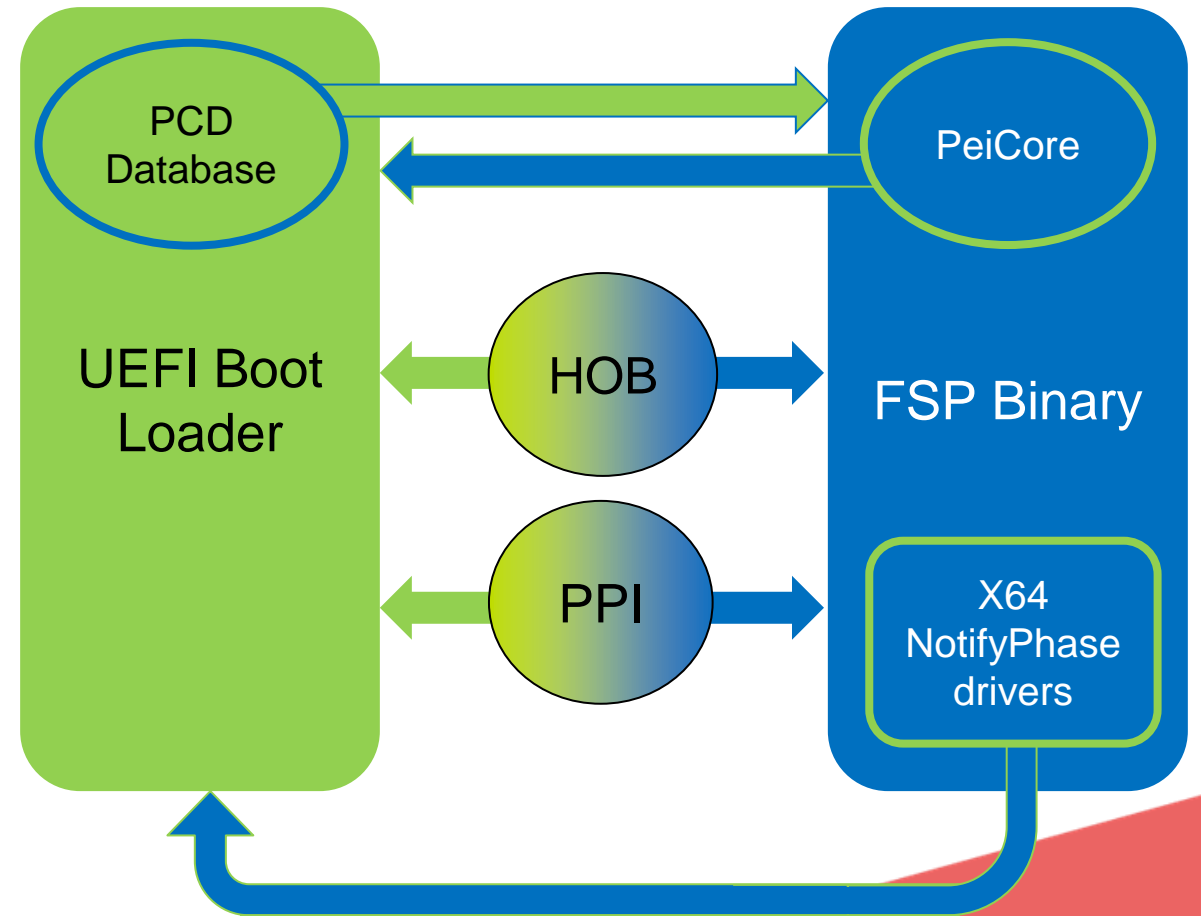 PCD
Database
PeiCore
HOB
UEFI Boot
Loader
FSP Binary
PPI
X64
NotifyPhase
drivers